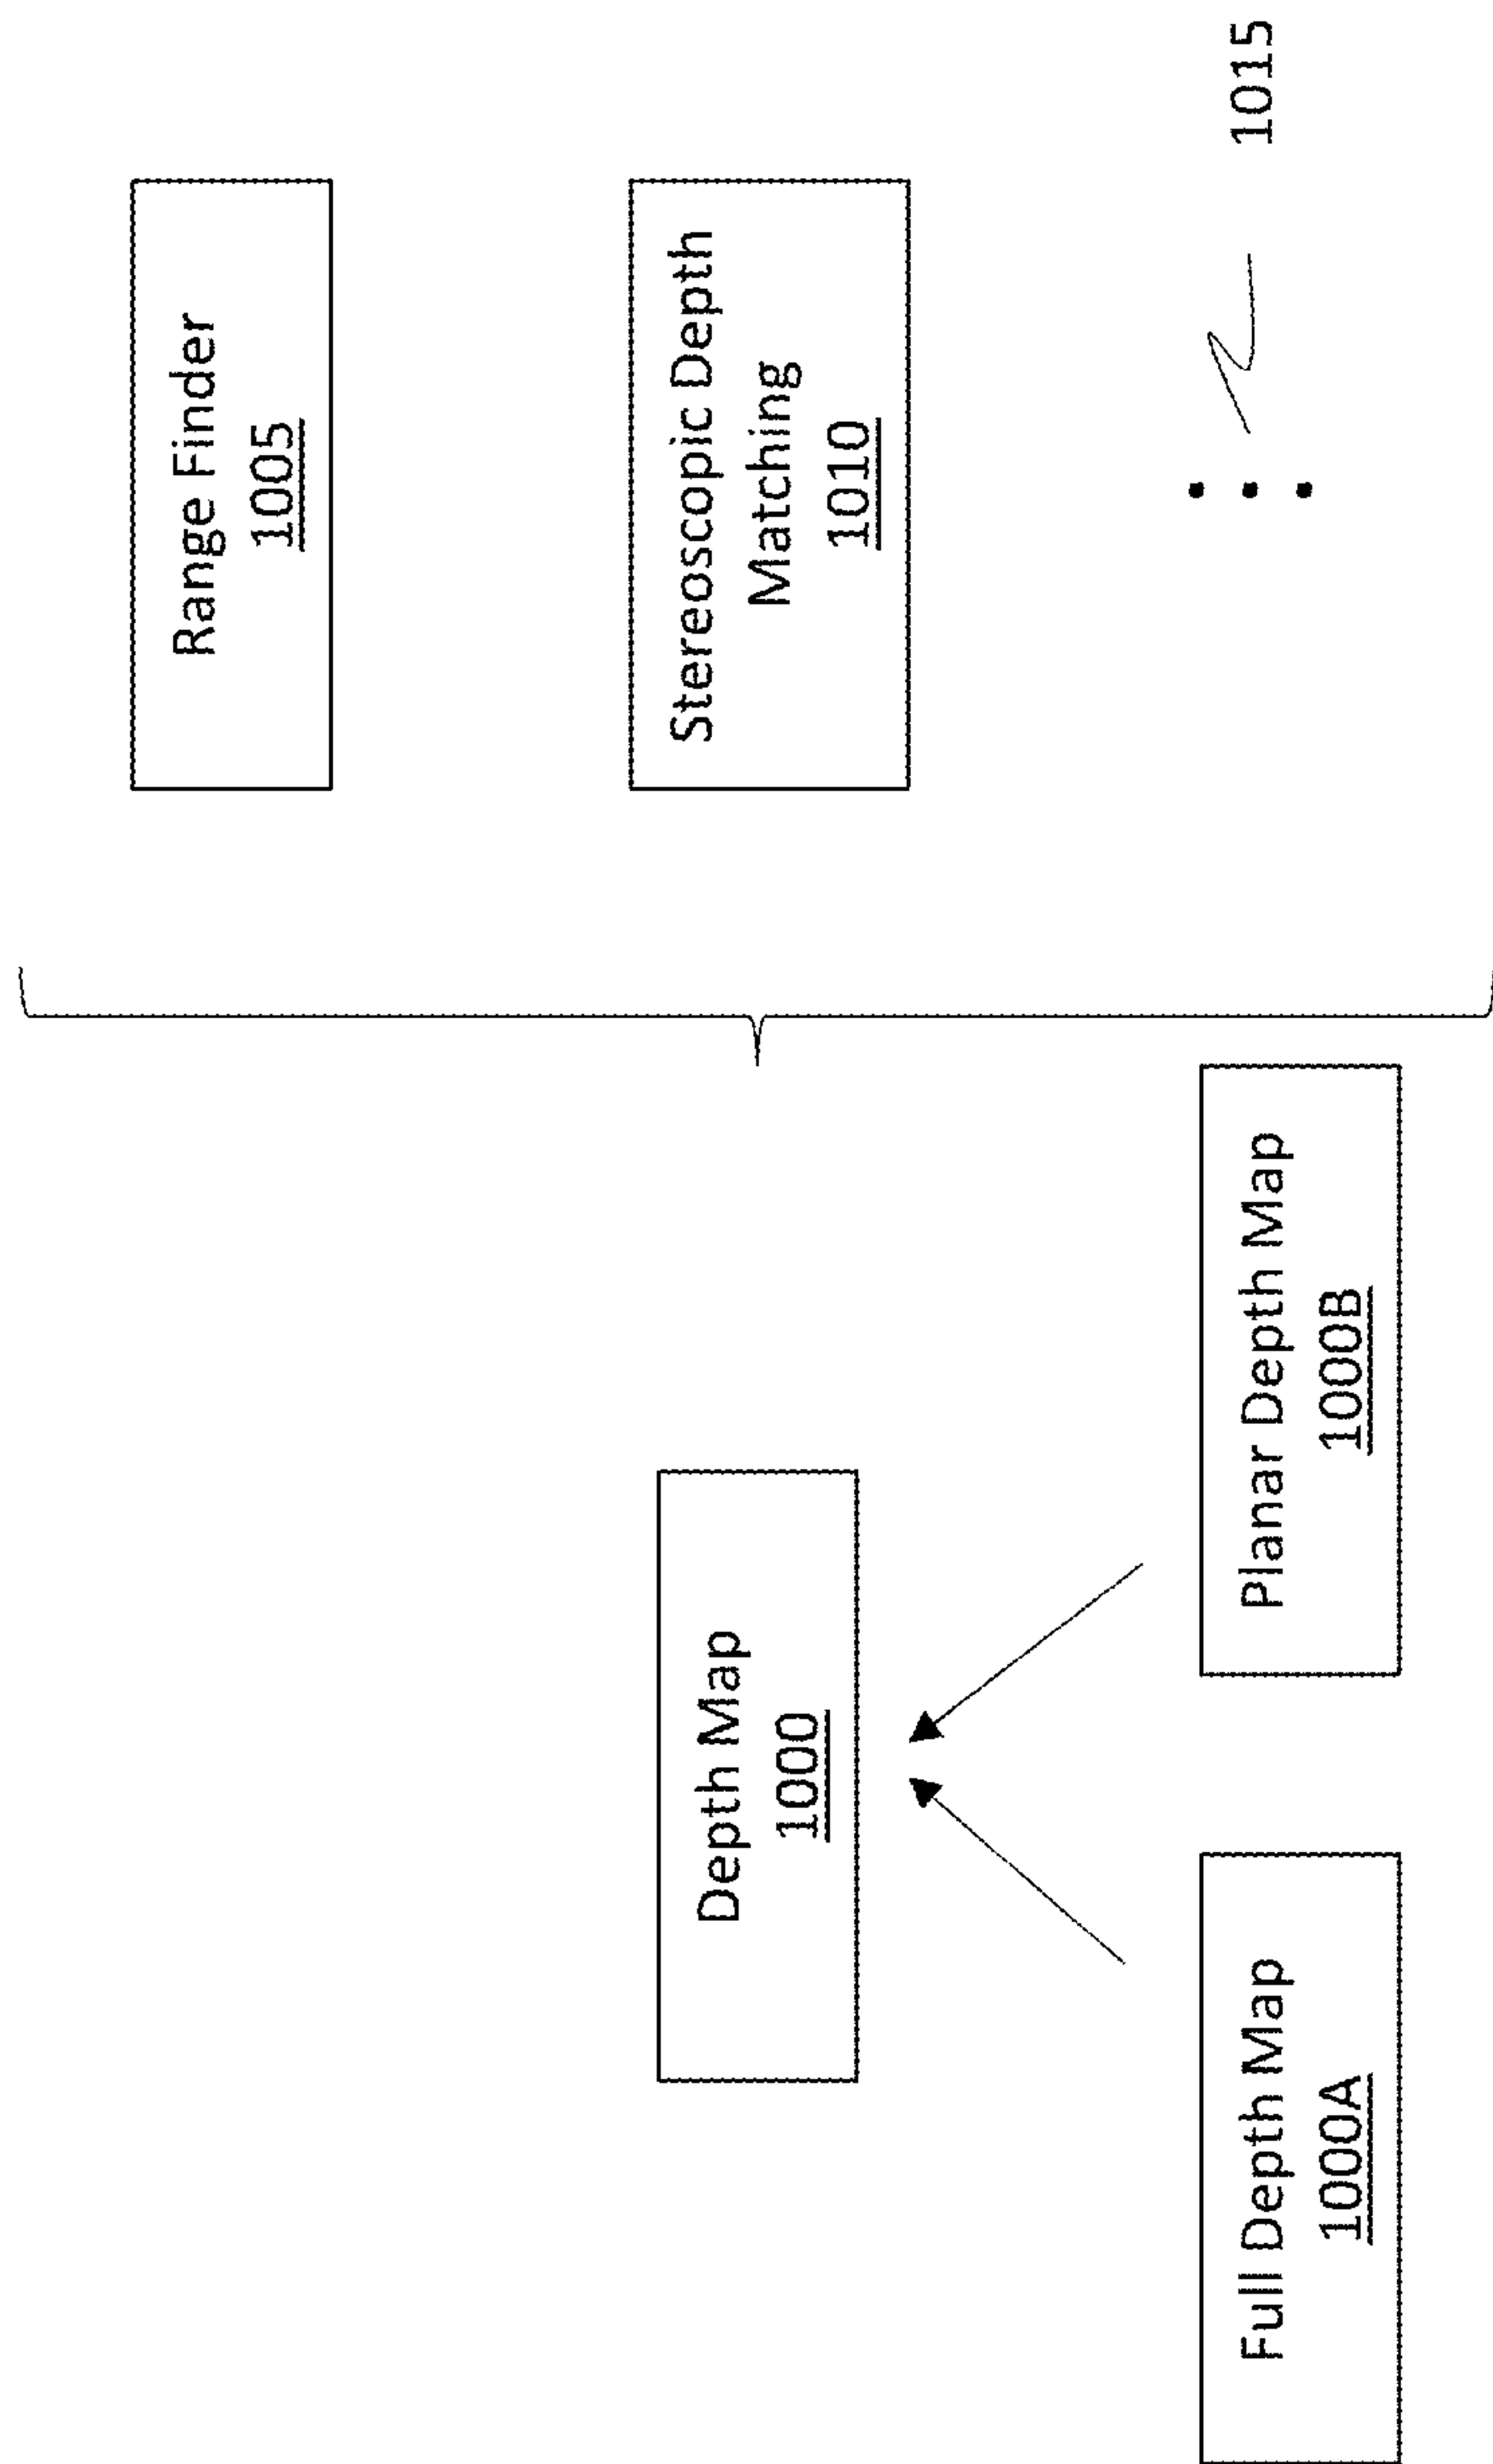 Depth Map
1000
Full Depth Map
1000A
Planar Depth Map
1000B
Range Finder
1005
Stereoscopic Depth
Matching
1010
1015